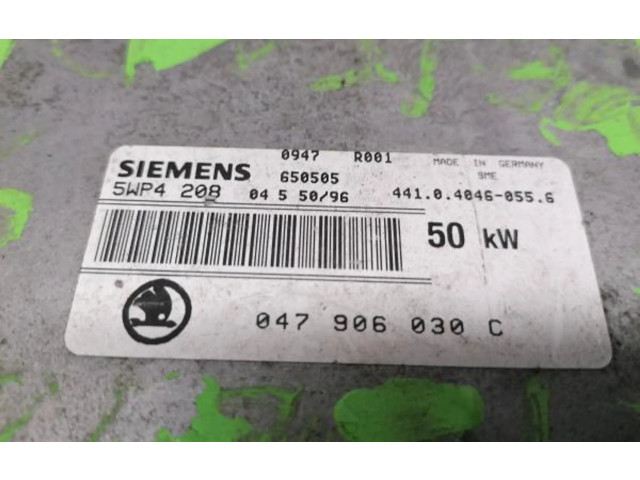 0947 R001 MADE IN GERMANY
SIEMENS 650505 SME
5WP4 208 04 5 50/96 441.0.4046-055.6
50 kW
047 906 030 C